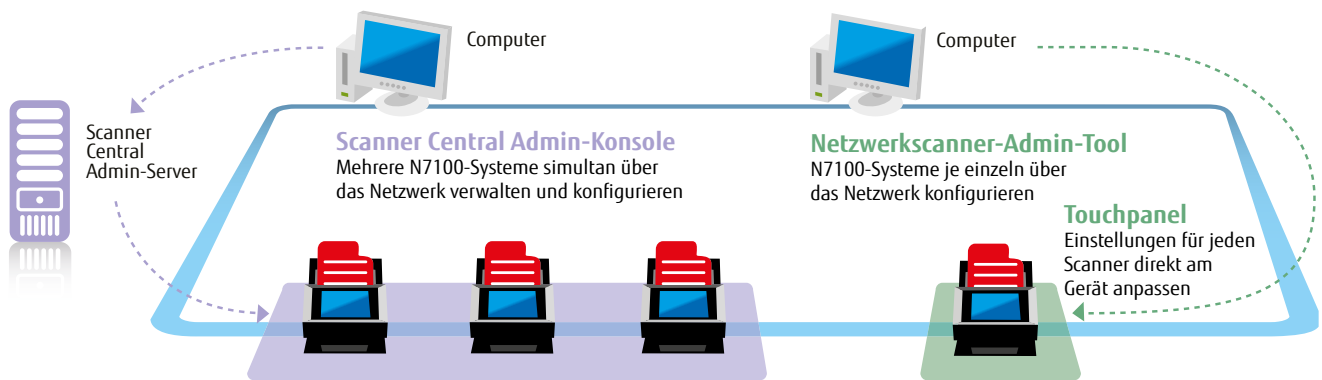 Computer
Computer
Scanner
Central
Admin-Server
Scanner Central Admin-Konsole
Mehrere N7100-Systeme simultan über
das Netzwerk verwalten und konfigurieren
Netzwerkscanner-Admin-Tool
N7100-Systeme je einzeln über
das Netzwerk konfigurieren
Touchpanel
Einstellungen für jeden
Scanner direkt am
Gerät anpassen